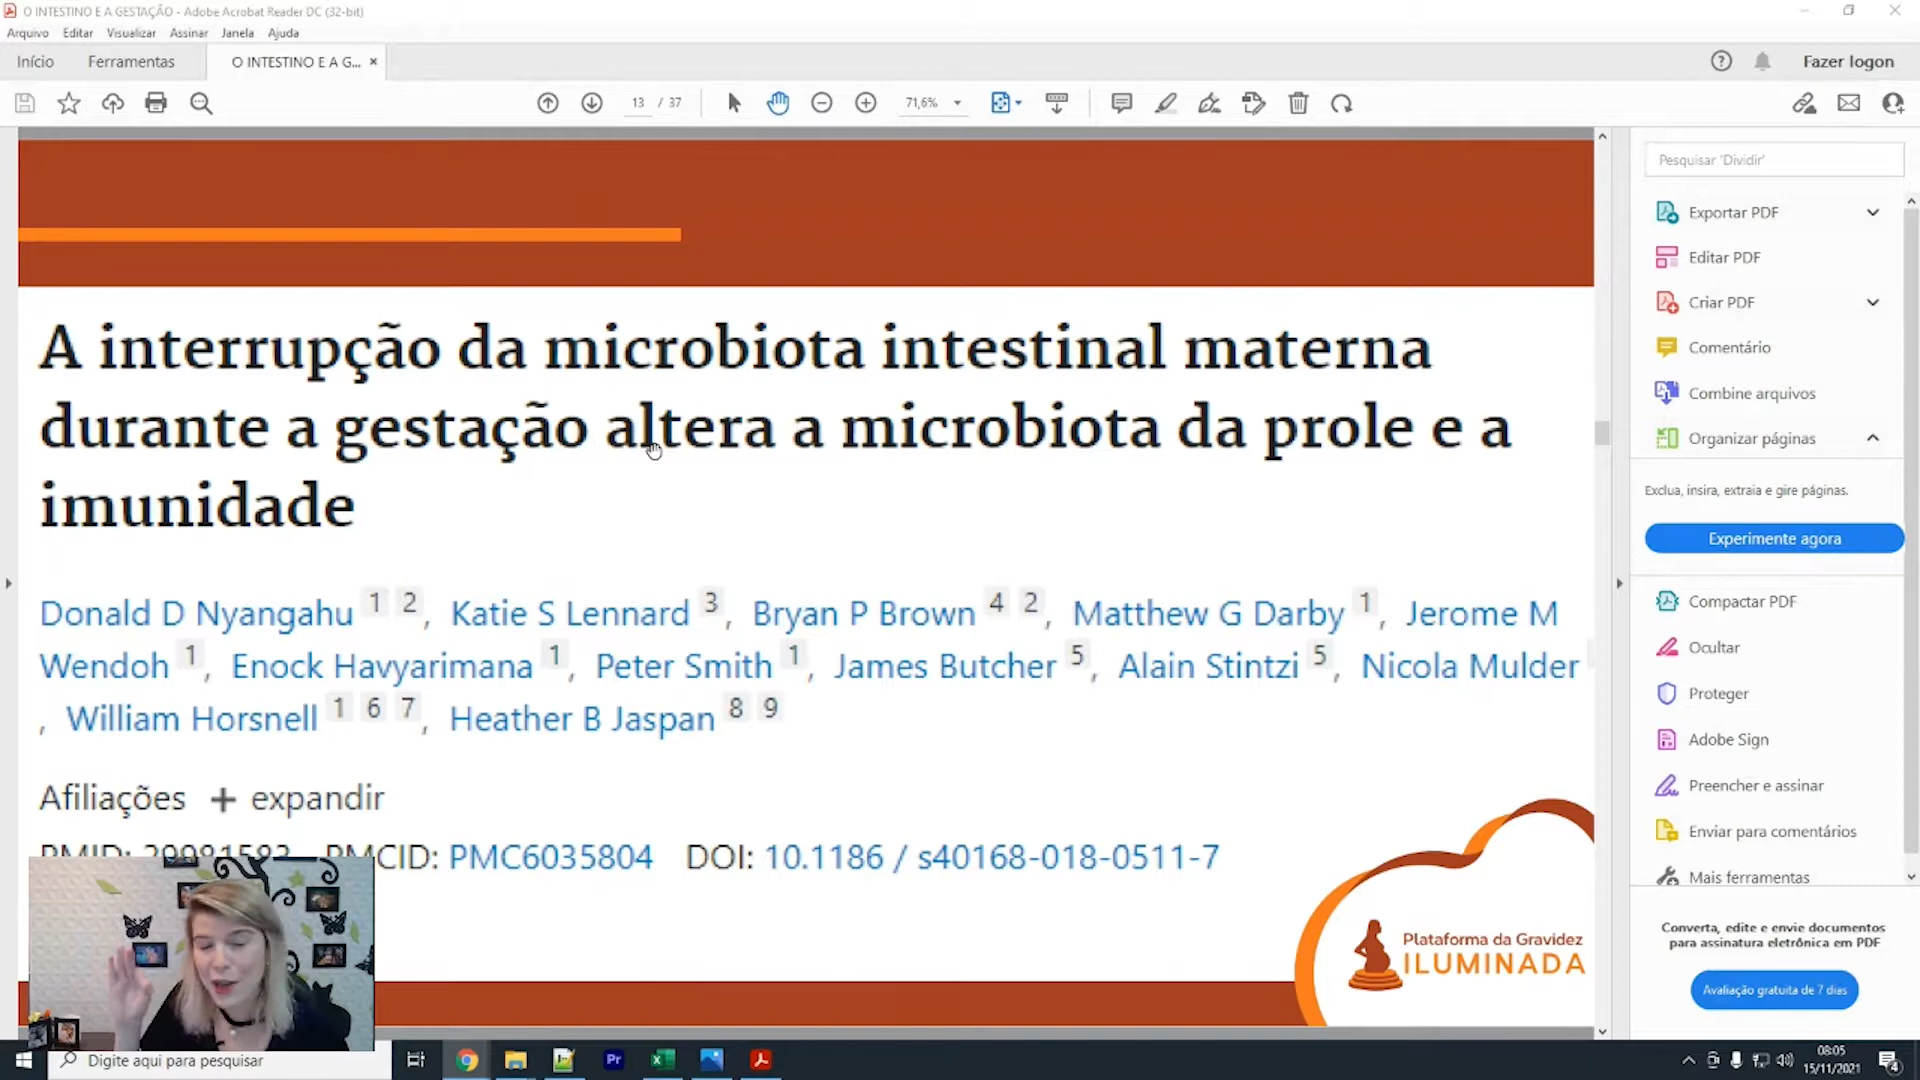 O INTESTINO E A GESTAÇÃO - Adobe Acrobat Reader DC (32-bit)
Arquivo Editar Visualizar Assinar Janela Ajuda
Início Ferramentas O INTESTINO E A G... × Fazer logon
13 / 37 71,6%
Pesquisar 'Dividir'
Exportar PDF
Editar PDF
Criar PDF
Comentário
Combine arquivos
Organizar páginas
Exclua, insira, extraia e gire páginas.
Experimente agora
Compactar PDF
Ocultar
Proteger
Adobe Sign
Preencher e assinar
Enviar para comentários
Mais ferramentas
Converta, edite e envie documentos
para assinatura eletrônica em PDF
Avaliação gratuita de 7 dias
A interrupção da microbiota intestinal materna
durante a gestação altera a microbiota da prole e a
imunidade
Donald D Nyangahu 1 2, Katie S Lennard 3, Bryan P Brown 4 2, Matthew G Darby 1, Jerome M
Wendoh 1, Enock Havyarimana 1, Peter Smith 1, James Butcher 5, Alain Stintzi 5, Nicola Mulder
, William Horsnell 1 6 7, Heather B Jaspan 8 9
Afiliações + expandir
PMID: 29981583 PMCID: PMC6035804 DOI: 10.1186 / s40168-018-0511-7
Plataforma da Gravidez
ILUMINADA
Digite aqui para pesquisar
Pr
08:05
15/11/2021
4